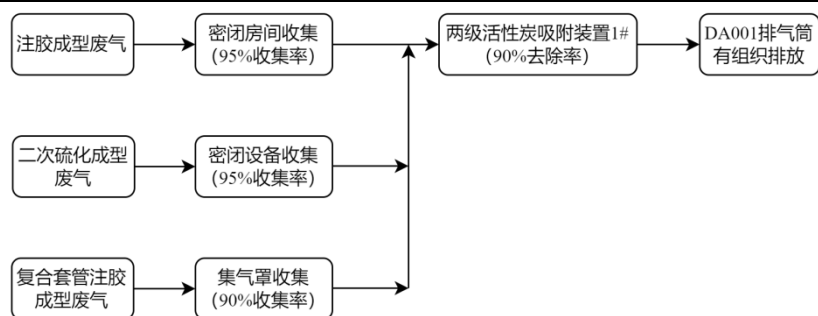 注胶成型废气
密闭房间收集
(95%收集率)
两级活性炭吸附装置1#
(90%去除率)
DA001排气筒
有组织排放
二次硫化成型
废气
密闭设备收集
(95%收集率)
复合套管注胶
成型废气
集气罩收集
(90%收集率)